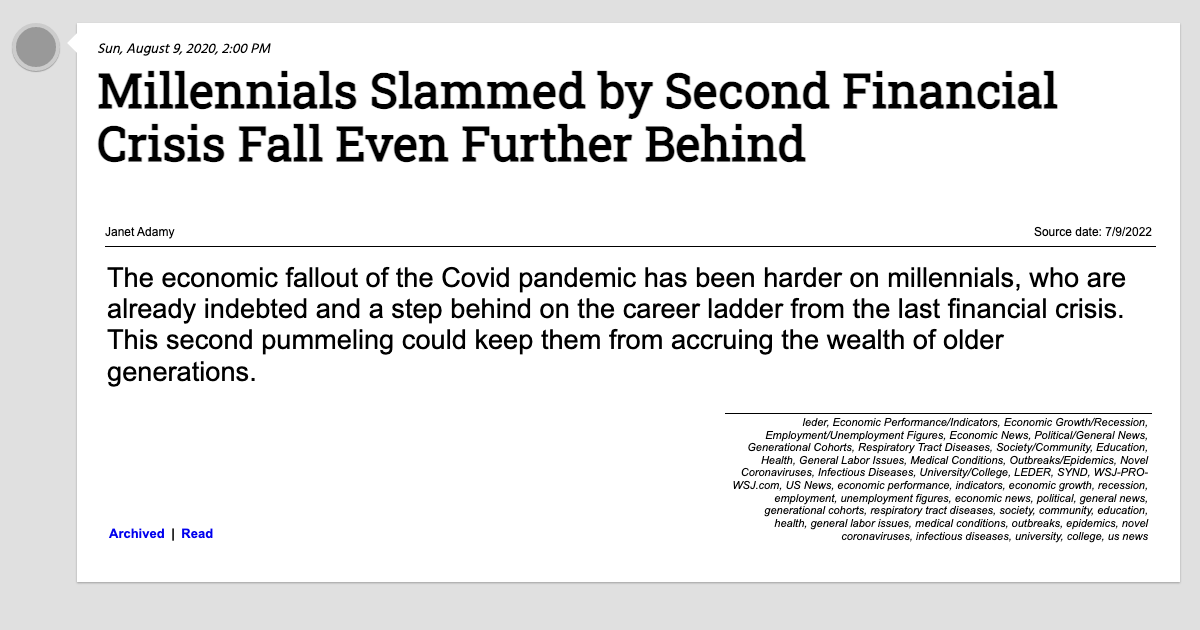 Sun, August 9, 2020, 2:00 PM
Millennials Slammed by Second Financial
Crisis Fall Even Further Behind
Janet Adamy
Source date: 7/9/2022
The economic fallout of the Covid pandemic has been harder on millennials, who are
already indebted and a step behind on the career ladder from the last financial crisis.
This second pummeling could keep them from accruing the wealth of older
generations.
leder, Economic Performance/Indicators, Economic Growth/Recession,
Employment/Unemployment Figures, Economic News, Political/General News,
Generational Cohorts, Respiratory Tract Diseases, Society/Community, Education,
Health, General Labor Issues, Medical Conditions, Outbreaks/Epidemics, Novel
Coronaviruses, Infectious Diseases, University/College, LEDER, SYND, WSJ-PRO-
WSJ.com, US News, economic performance, indicators, economic growth, recession,
employment, unemployment figures, economic news, political, general news,
generational cohorts, respiratory tract diseases, society, community, education,
health, general labor issues, medical conditions, outbreaks, epidemics, novel
coronaviruses, infectious diseases, university, college, us news
Archived | Read